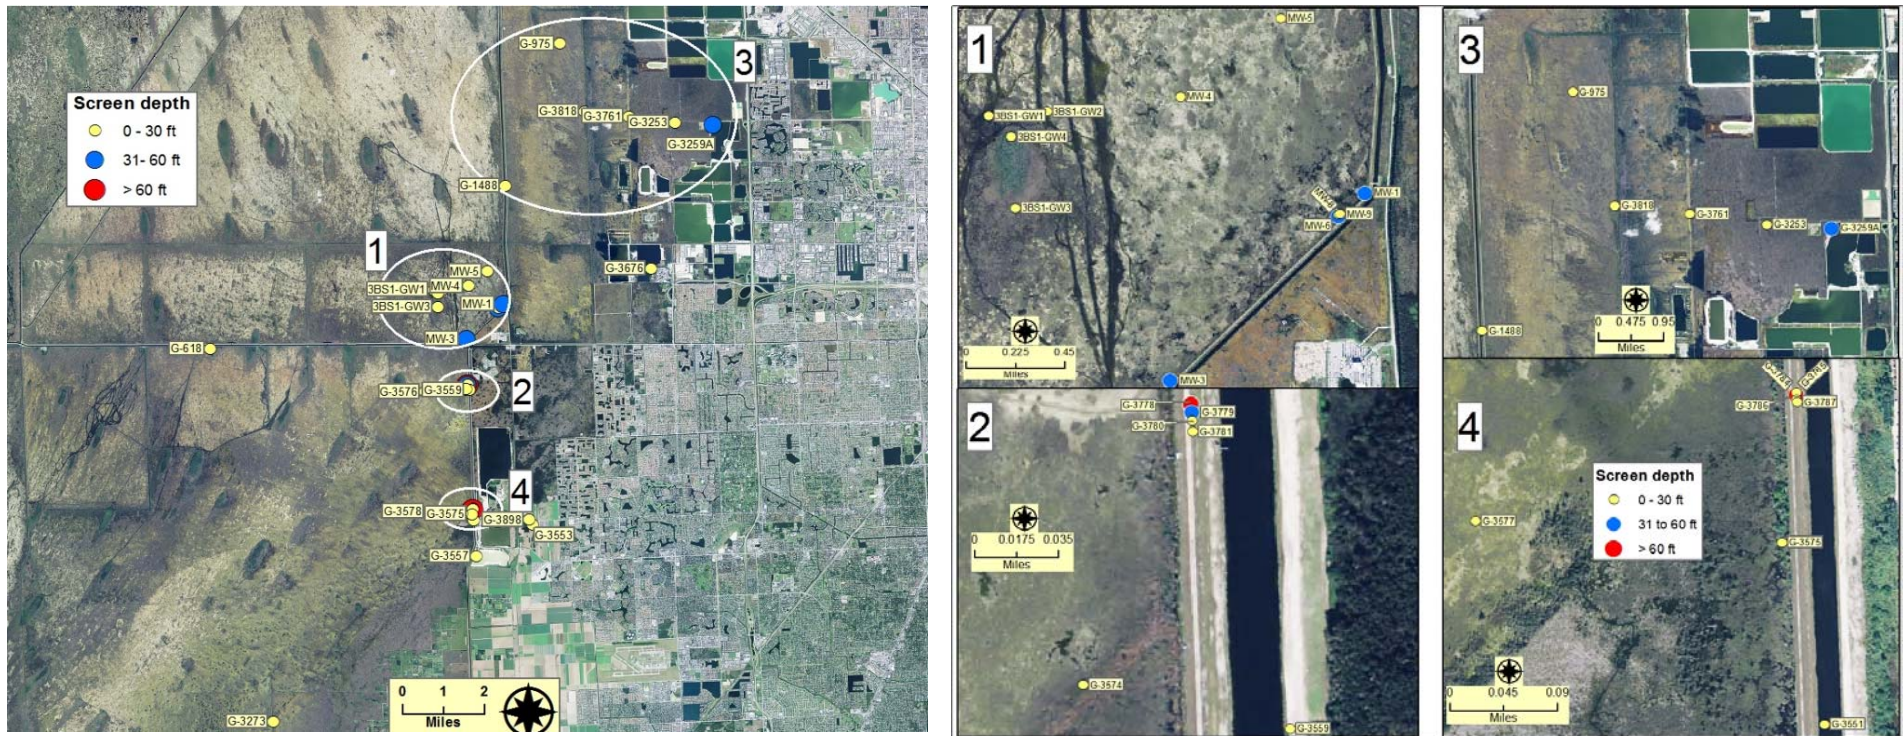 G-975
3
Screen depth
0 - 30 ft
31- 60 ft
> 60 ft
G-3818
G-3761
G-3253
G-3259A
G-1488
1
MW-5
G-3676
MW-4
3BS1-GW1
3BS1-GW3
MW-1
MW-3
G-618
G-3576
G-3559
2
4
G-3578
G-3575
G-3898
G-3553
G-3557
0 1 2
Miles
G-3273
1
MW-5
MW-4
3BS1-GW1
3BS1-GW2
3BS1-GW4
3BS1-GW3
MW-1
MW-8
MW-9
MW-6
0 0.225 0.45
Miles
MW-3
2
G-3778
G-3779
G-3780
G-3781
0 0.0175 0.035
Miles
G-3574
G-3559
3
G-975
G-3818
G-3761
G-3253
G-3259A
0 0.475 0.95
Miles
G-1488
4
G-3786
G-3787
Screen depth
0 - 30 ft
31 to 60 ft
> 60 ft
G-3577
G-3575
0 0.045 0.09
Miles
G-3551